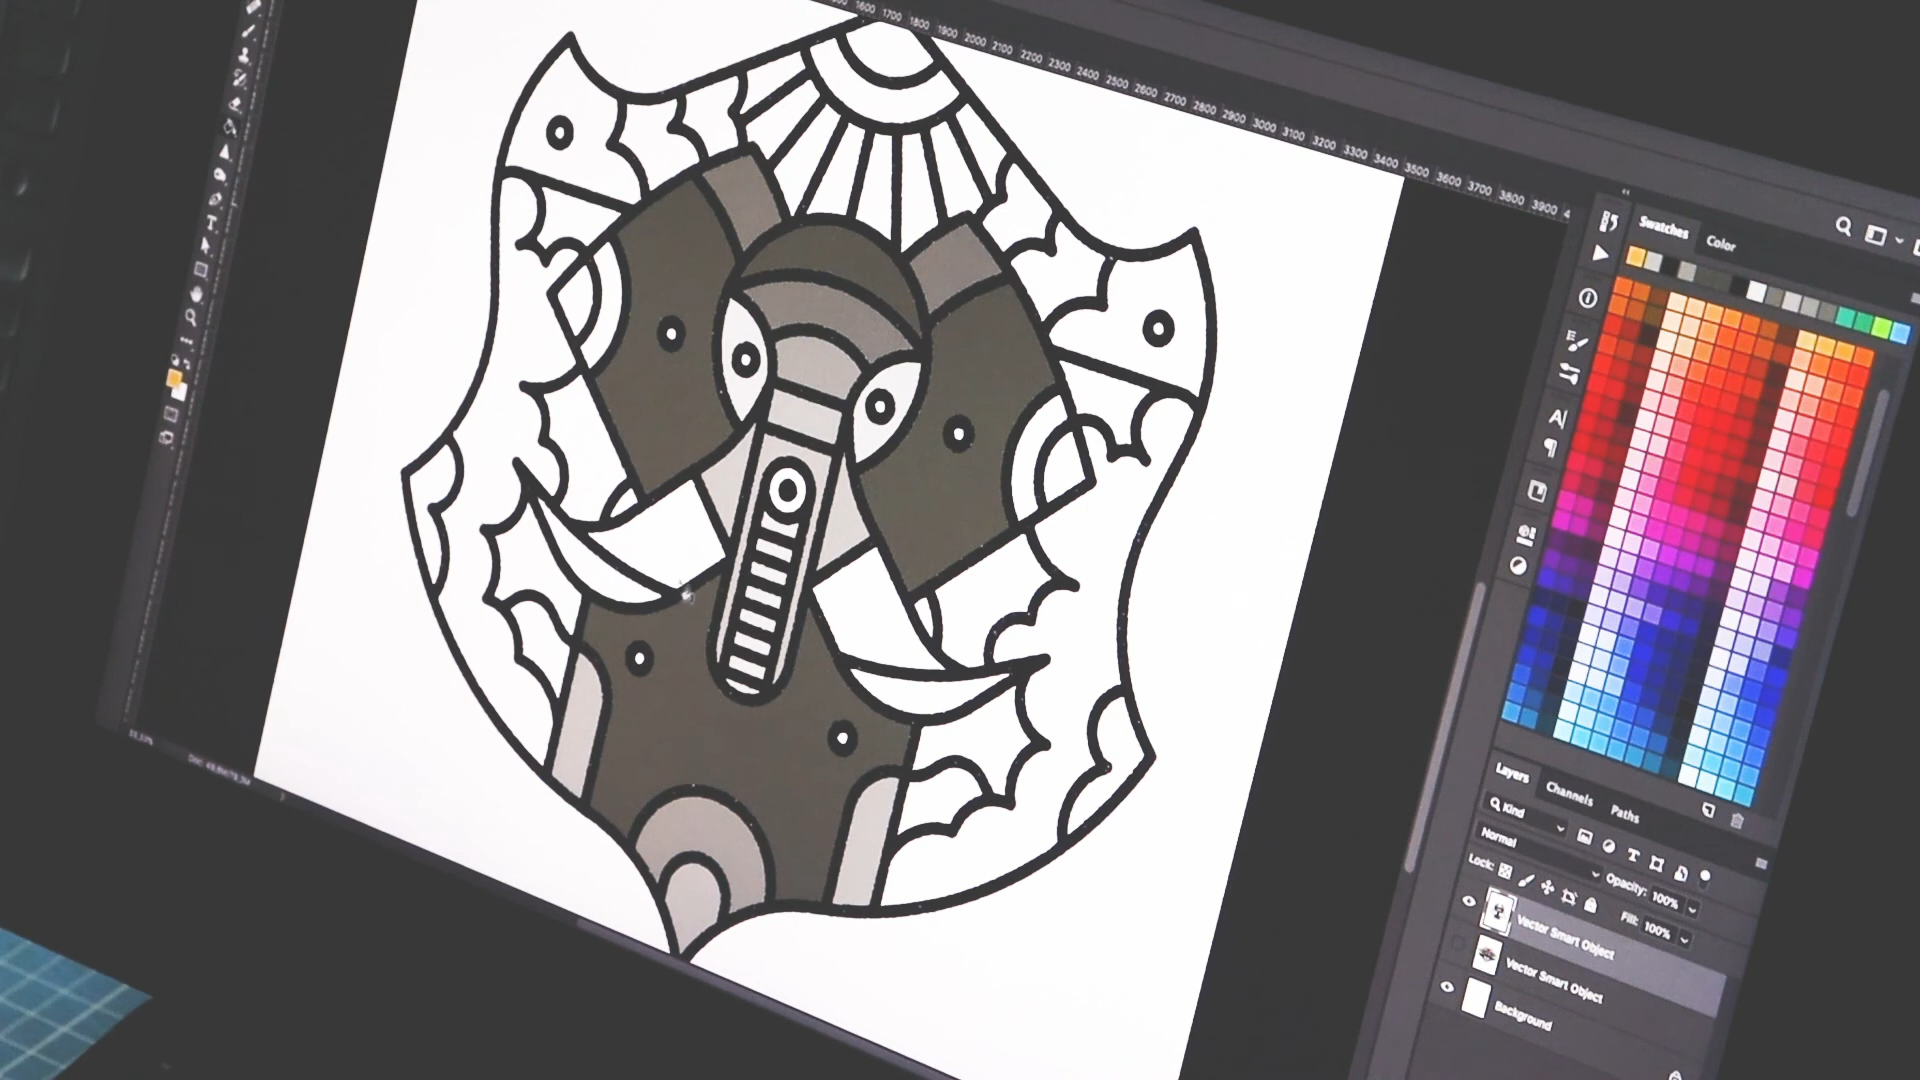 1600 1700 1800 1900 2000 2100 2200 2300 2400 2500 2600 2700 2800 2900 3000 3100 3200 3300 3400 3500 3600 3700 3800 3900
Swatches Color
Layers Channels Paths
Kind
Normal
Opacity: 100%
Lock:
Fill: 100%
Vector Smart Object
Vector Smart Object
Background